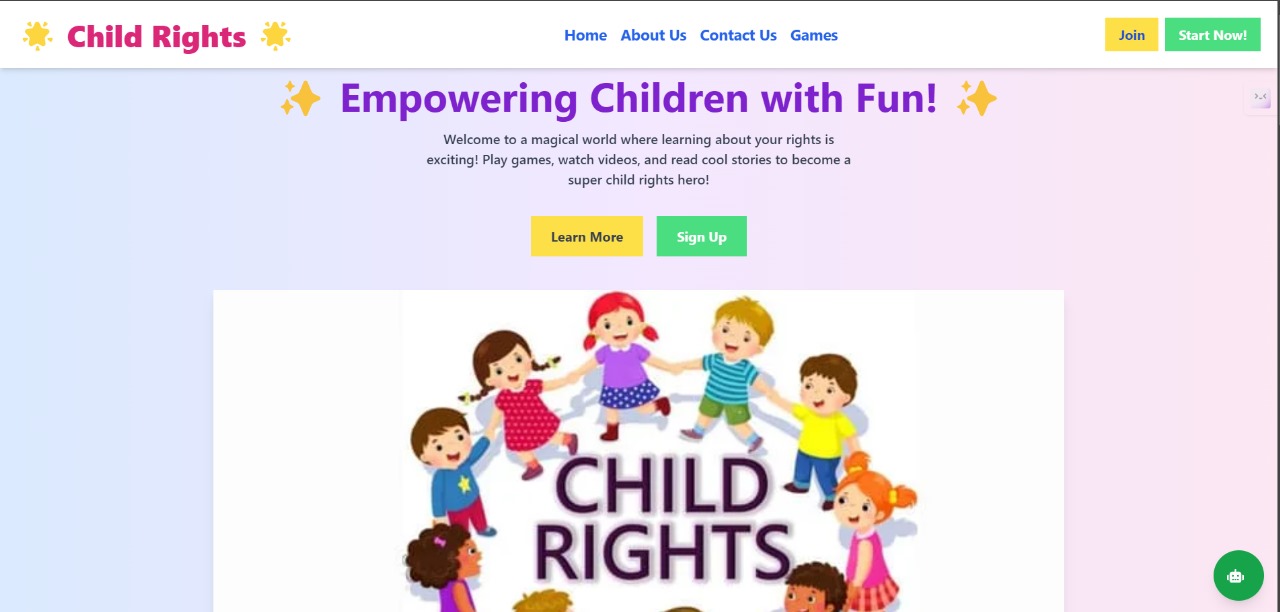 🌟 Child Rights 🌟
Home About Us Contact Us Games
Join Start Now!
✨ Empowering Children with Fun! ✨
Welcome to a magical world where learning about your rights is
exciting! Play games, watch videos, and read cool stories to become a
super child rights hero!
Learn More Sign Up
CHILD
RIGHTS